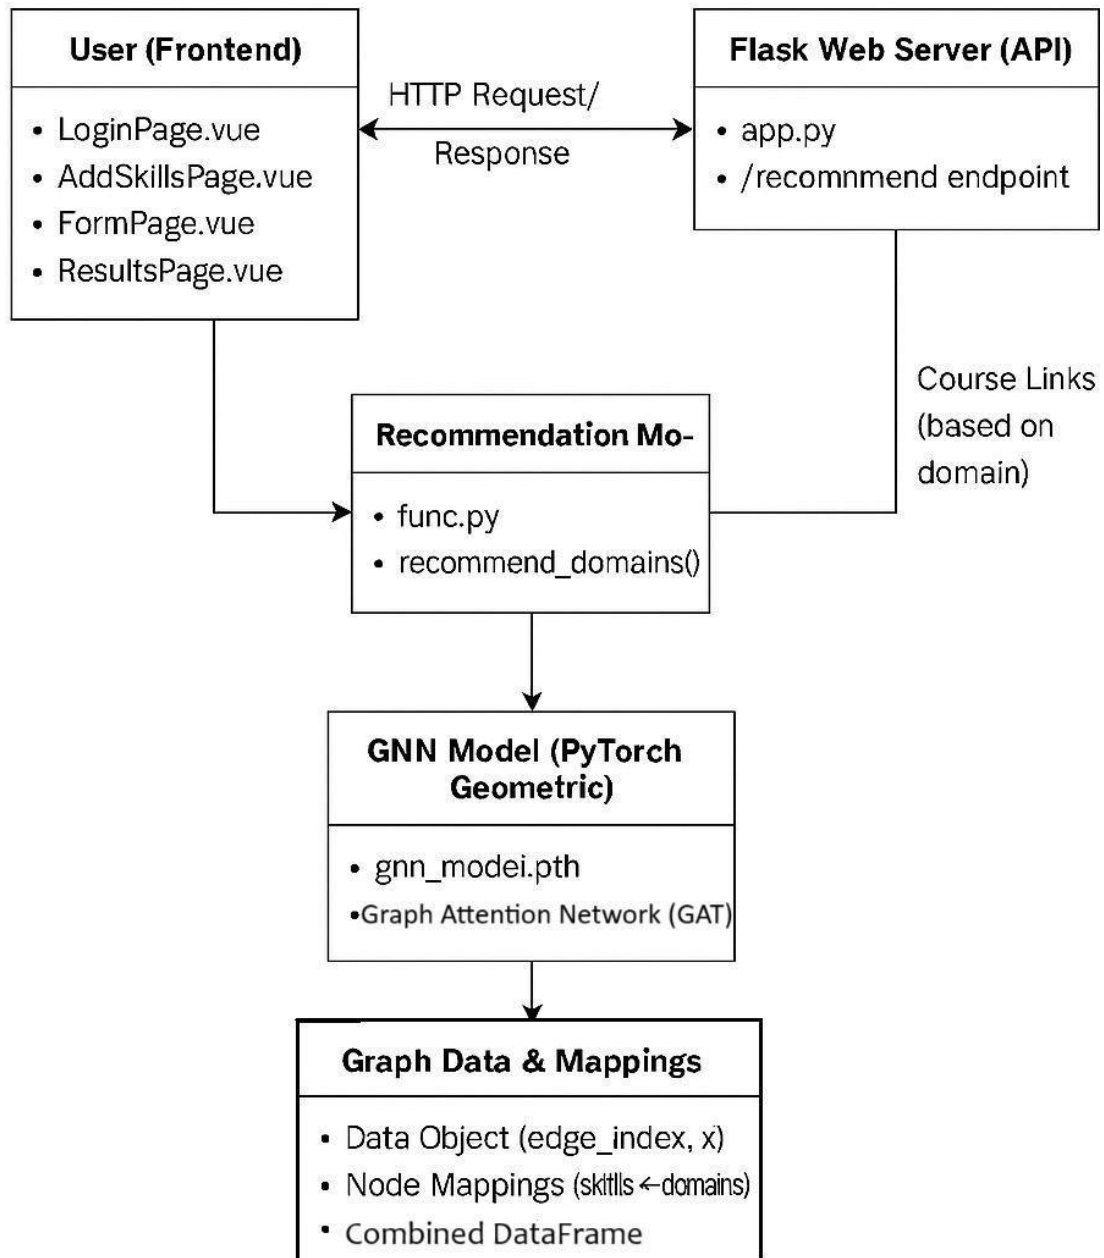 User (Frontend)
• LoginPage.vue
• AddSkillsPage.vue
• FormPage.vue
• ResultsPage.vue
HTTP Request/
Response
Flask Web Server (API)
• app.py
• /recomnmend endpoint
Course Links
(based on
domain)
Recommendation Mo-
• func.py
• recommend_domains()
GNN Model (PyTorch
Geometric)
• gnn_modei.pth
•Graph Attention Network (GAT)
Graph Data & Mappings
• Data Object (edge_index, x)
• Node Mappings (skitlls ←domains)
• Combined DataFrame